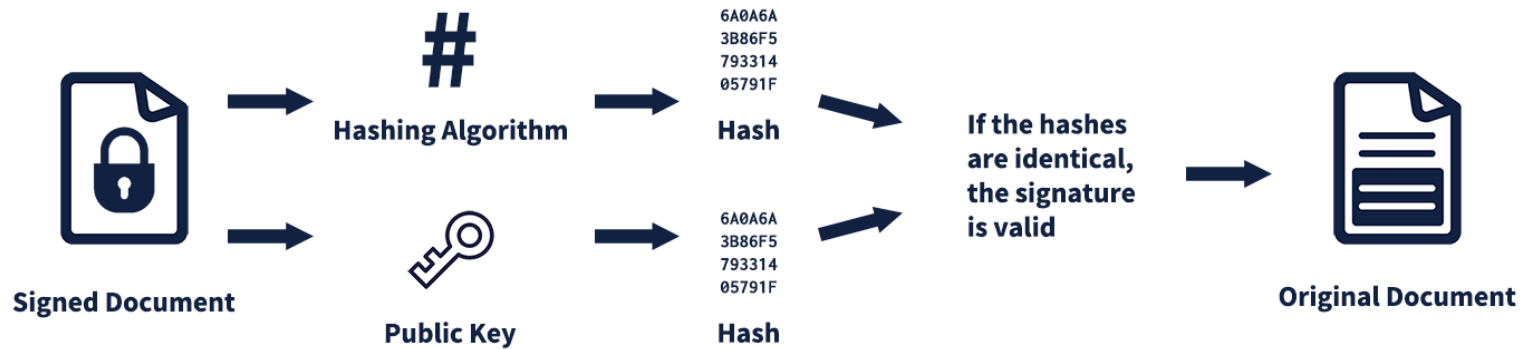 #
Hashing Algorithm
6A0A6A
3B86F5
793314
05791F
Hash
Signed Document
Public Key
6A0A6A
3B86F5
793314
05791F
Hash
If the hashes
are identical,
the signature
is valid
Original Document